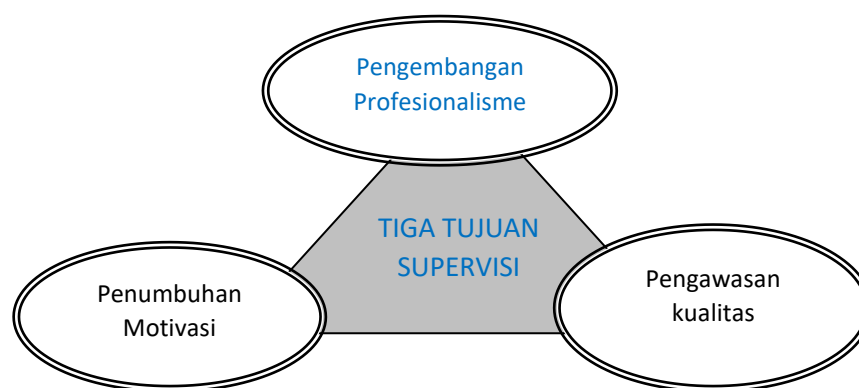 Pengembangan
Profesionalisme
TIGA TUJUAN
SUPERVISI
Penumbuhan
Motivasi
Pengawasan
kualitas